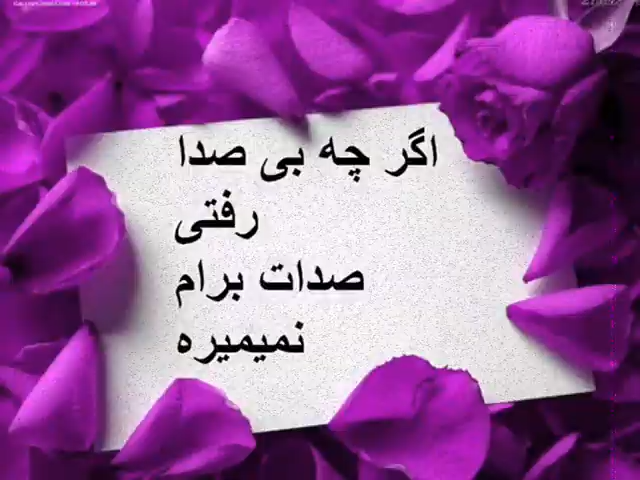 اگر چه بی صدا
رفتی
صدات برام
نمیمیره